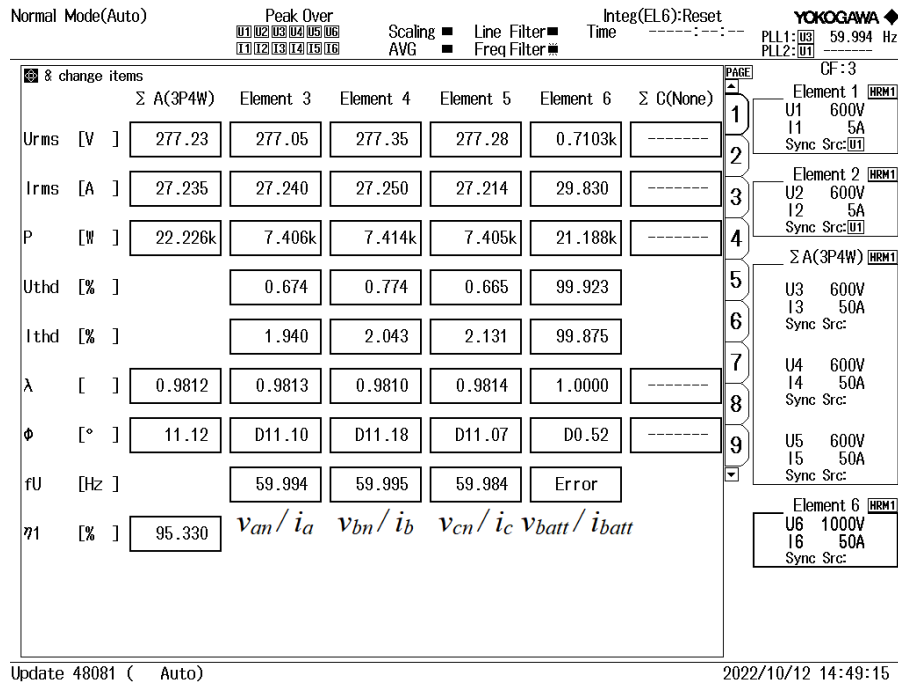 Normal Mode(Auto) Peak Over Scaling Line Filter Integ(EL6):Reset YOKOGAWA
U1 U2 U3 U4 U5 U6 AVG Freq Filter Time -----:--:-- PLL1:U3 59.994 Hz
I1 I2 I3 I4 I5 I6 PLL2:U1 -------
& change items PAGE CF:3
Σ A(3P4W) Element 3 Element 4 Element 5 Element 6 Σ C(None)
Urms [V ] 277.23 277.05 277.35 277.28 0.7103k -------
Irms [A ] 27.235 27.240 27.250 27.214 29.830 -------
P [W ] 22.226k 7.406k 7.414k 7.405k 21.188k -------
Uthd [% ] 0.674 0.774 0.665 99.923
Ithd [% ] 1.940 2.043 2.131 99.875
λ [ ] 0.9812 0.9813 0.9810 0.9814 1.0000 -------
Φ [° ] 11.12 D11.10 D11.18 D11.07 D0.52 -------
fU [Hz ] 59.994 59.995 59.984 Error
η1 [% ] 95.330 van / ia vbn / ib vcn / ic vbatt / ibatt
1
2
3
4
5
6
7
8
9
Element 1 HRM1
U1 600V
I1 5A
Sync Src:U1
Element 2 HRM1
U2 600V
I2 5A
Sync Src:U1
Σ A(3P4W) HRM1
U3 600V
I3 50A
Sync Src:
U4 600V
I4 50A
Sync Src:
U5 600V
I5 50A
Sync Src:
Element 6 HRM1
U6 1000V
I6 50A
Sync Src:
Update 48081 ( Auto) 2022/10/12 14:49:15